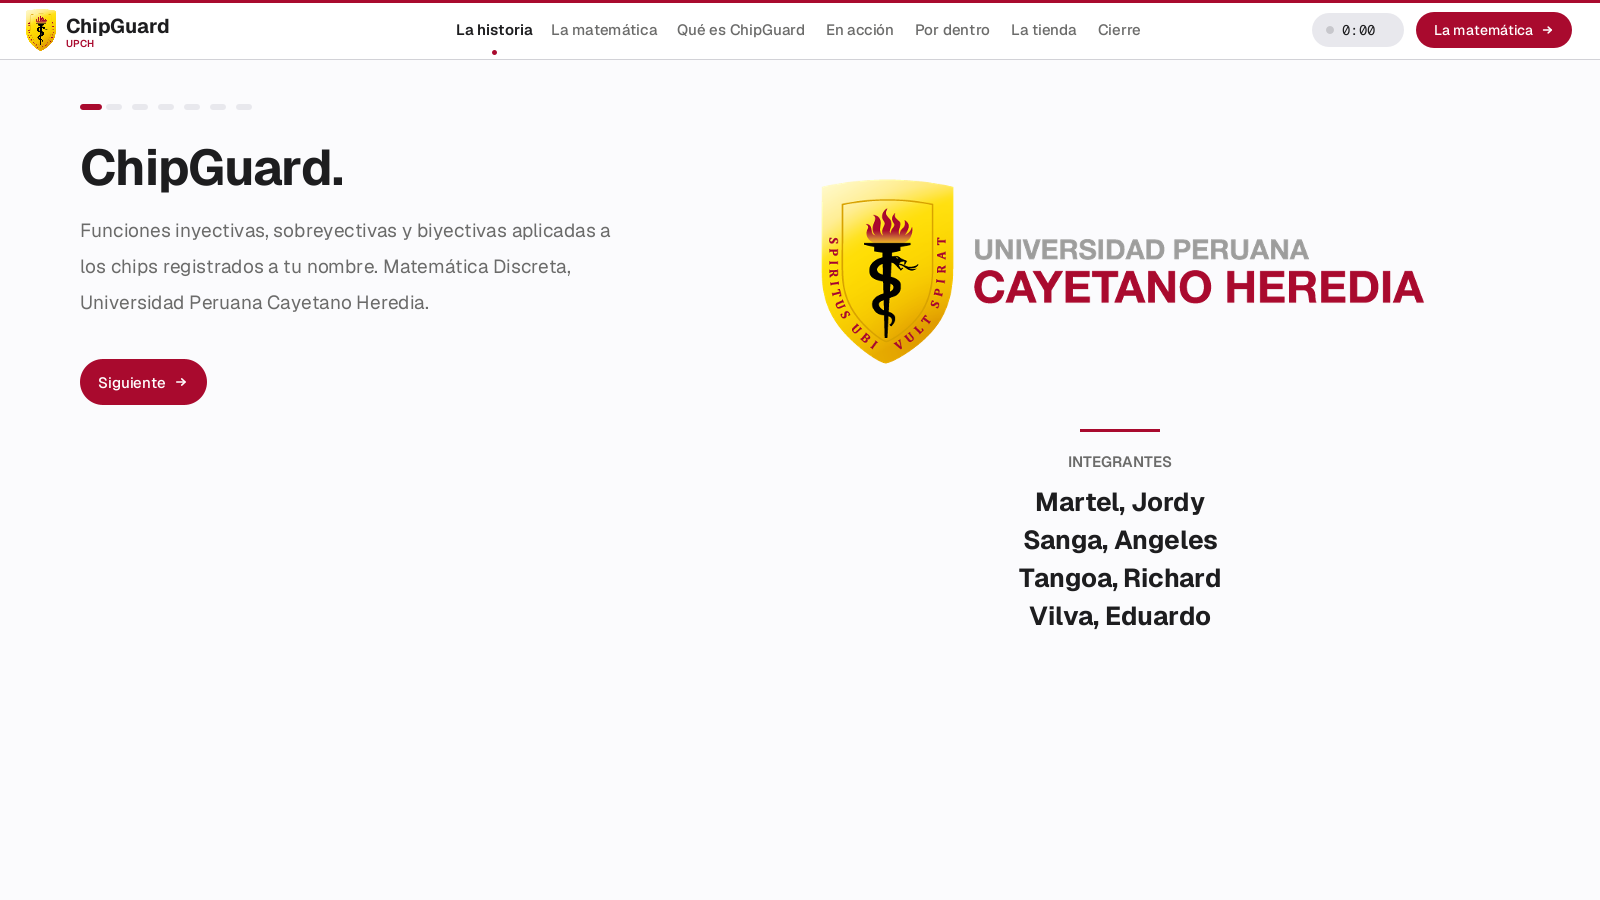 ChipGuard
UPCH
La historia
La matemática
Qué es ChipGuard
En acción
Por dentro
La tienda
Cierre
0:00
La matemática →
ChipGuard.
Funciones inyectivas, sobreyectivas y biyectivas aplicadas a
los chips registrados a tu nombre. Matemática Discreta,
Universidad Peruana Cayetano Heredia.
Siguiente →
SPIRITUS UBI VULT SPIRAT
UNIVERSIDAD PERUANA
CAYETANO HEREDIA
INTEGRANTES
Martel, Jordy
Sanga, Angeles
Tangoa, Richard
Vilva, Eduardo